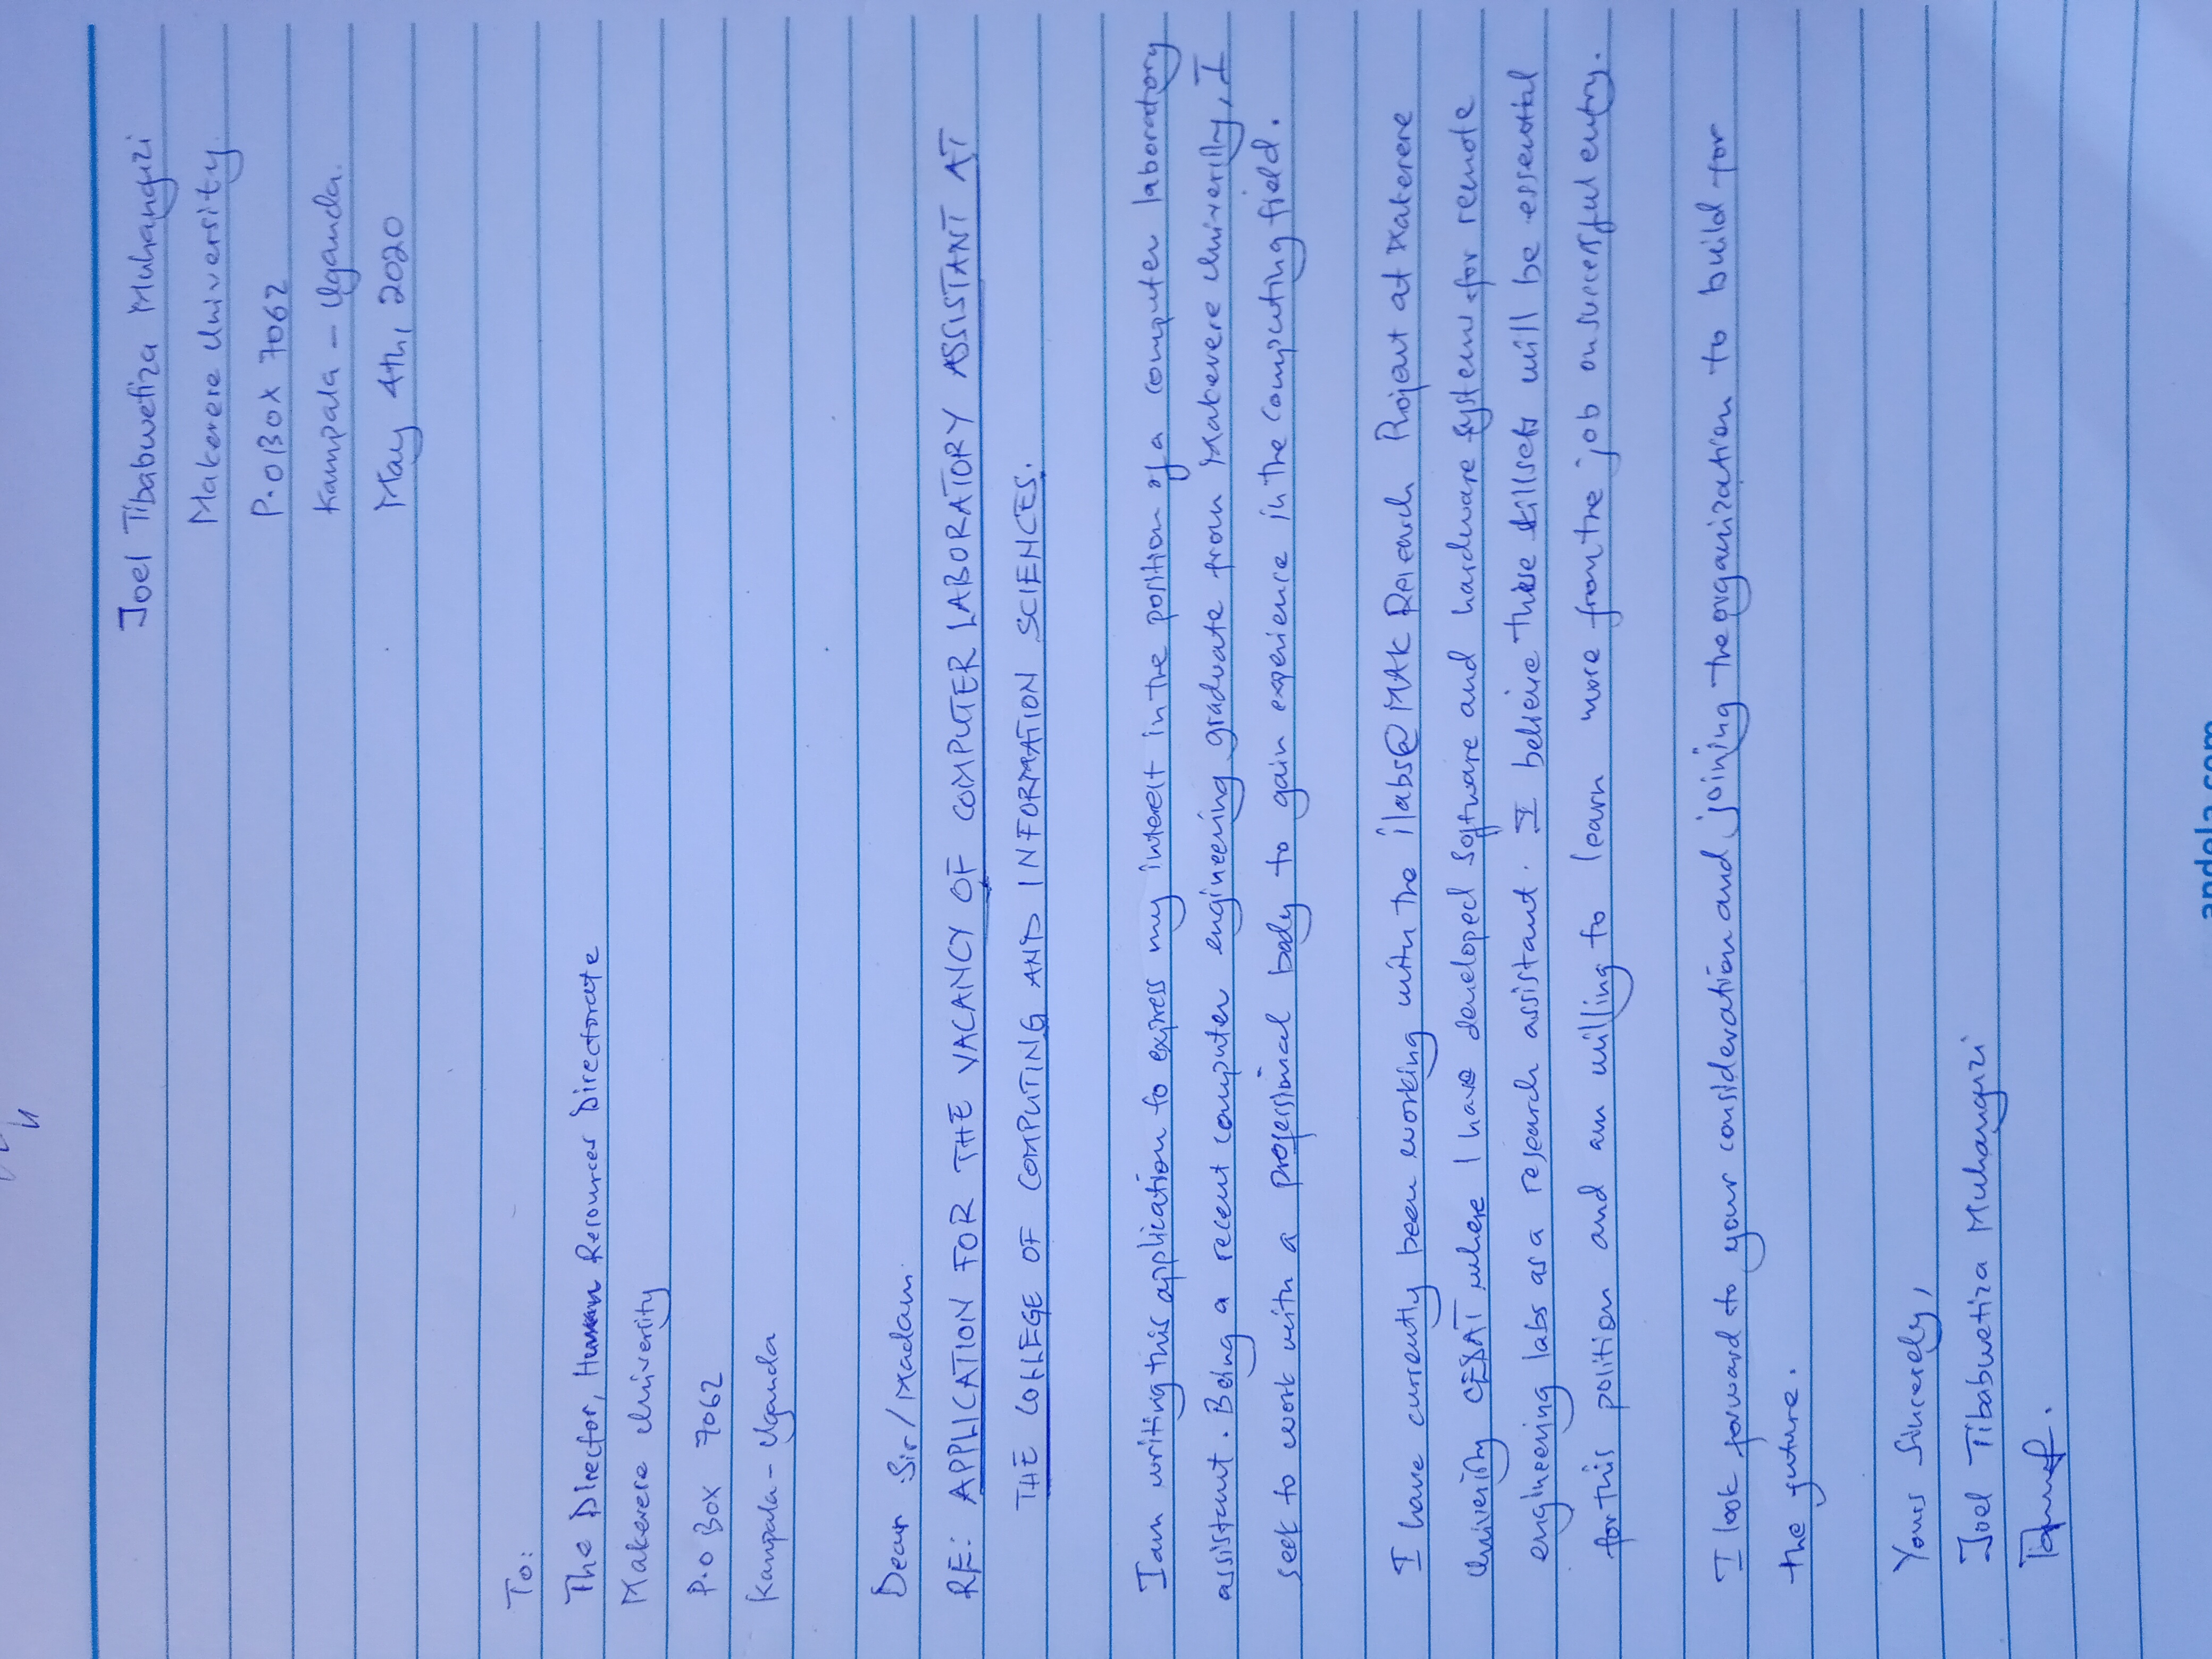 Joel Tibabwetiza Muhangizi
Makerere University
P.O BOX 7062
Kampala - Uganda.
May 4th, 2020
To:
The Director, Human Resources Directorate
Makerere University
P.O Box 7062
Kampala - Uganda
Dear Sir/Madam
RE: APPLICATION FOR THE VACANCY OF COMPUTER LABORATORY ASSISTANT AT
THE COLLEGE OF COMPUTING AND INFORMATION SCIENCES.
I am writing this application to express my interest in the position of a computer laboratory
assistant. Being a recent computer engineering graduate from Makerere University, I
seek to work with a professional body to gain experience in the computing field.
I have currently been working with the ilabs@MAK Research Project at Makerere
University CEDAT where I have developed software and hardware systems for remote
engineering labs as a research assistant. I believe these skillsets will be essential
for this position and am willing to learn more from the job on successful entry.
I look forward to your consideration and joining the organization to build for
the future.
Yours Sincerely,
Joel Tibabwetiza Muhangizi
andela.com